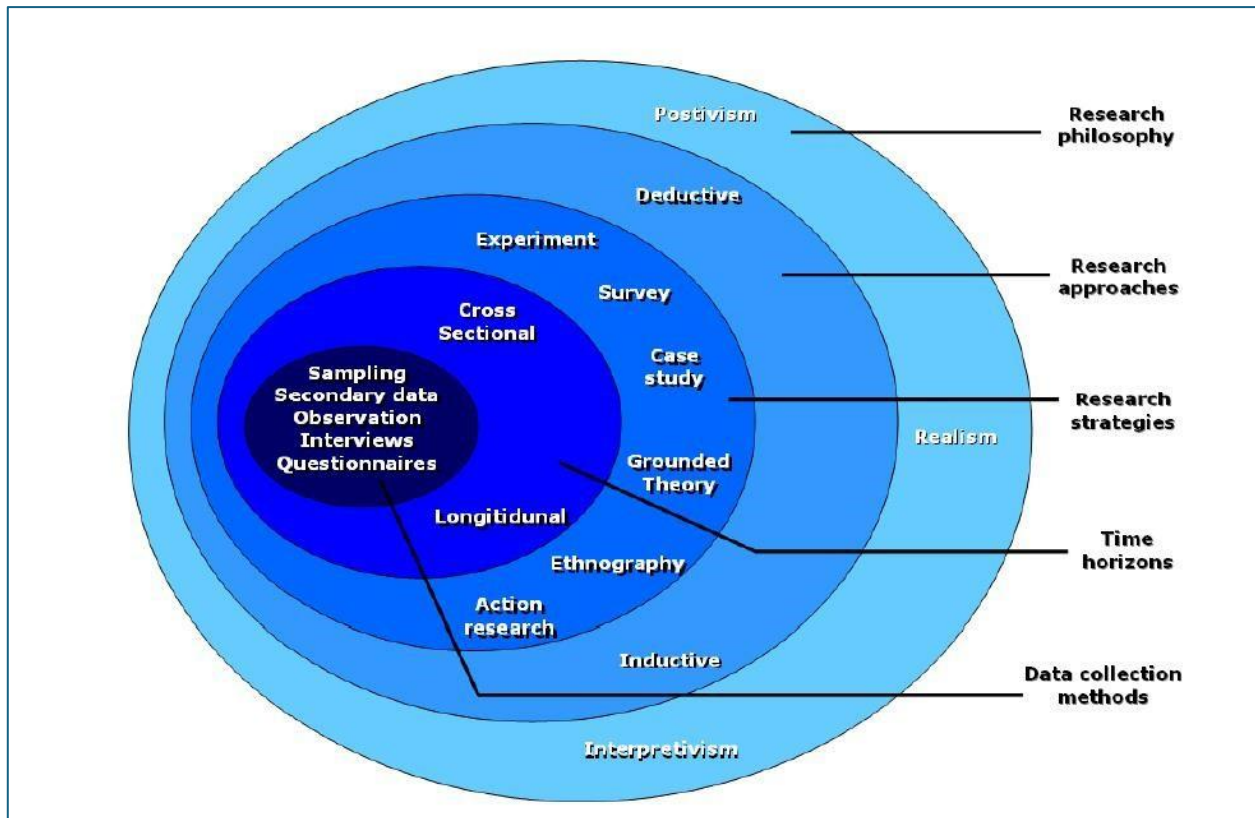 Postivism
Research
philosophy
Deductive
Experiment
Research
approaches
Survey
Cross
Sectional
Case
study
Sampling
Secondary data
Observation
Interviews
Questionnaires
Research
strategies
Realism
Grounded
Theory
Longitidunal
Time
horizons
Ethnography
Action
research
Inductive
Data collection
methods
Interpretivism